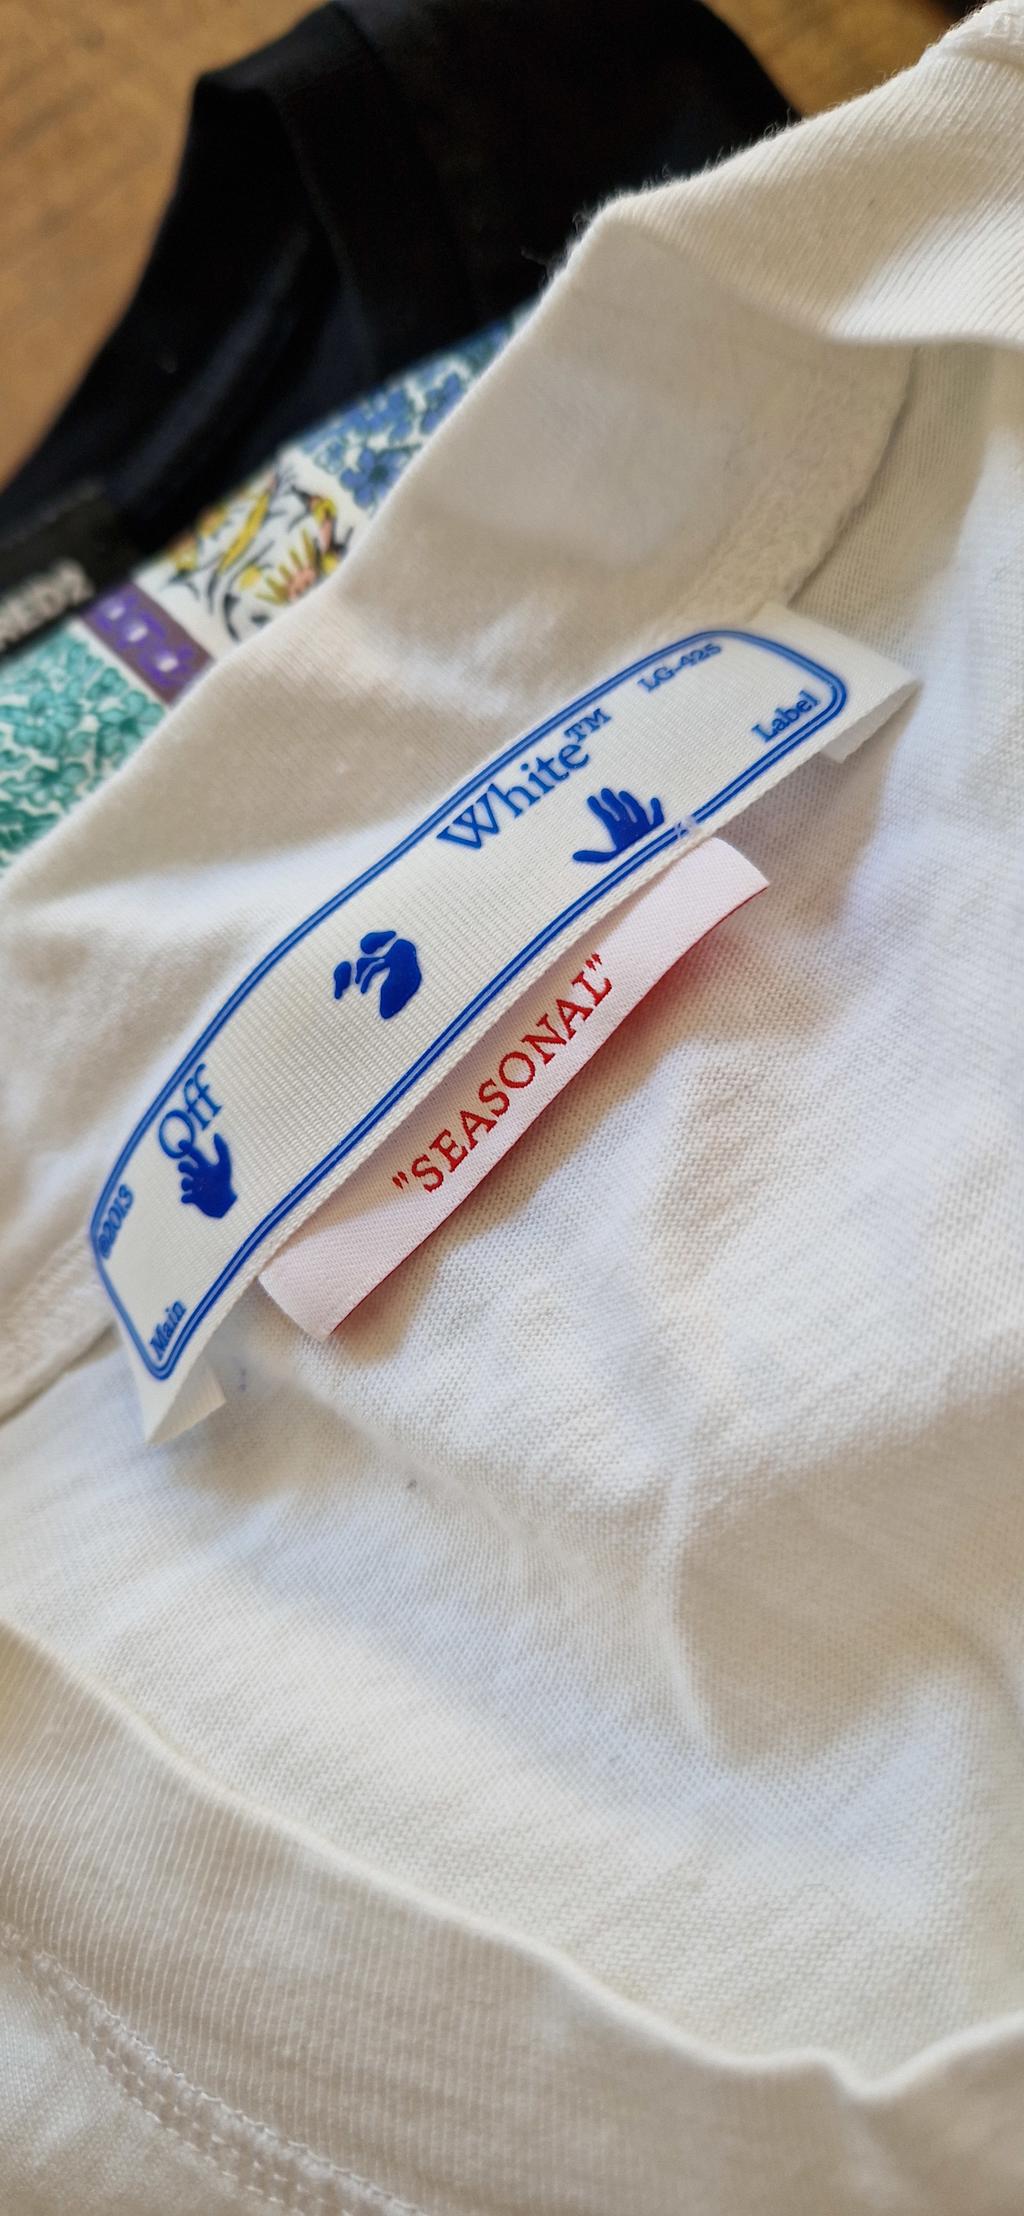 ©2013
Off
White™
LG-425
Main
Label
"SEASONAL"